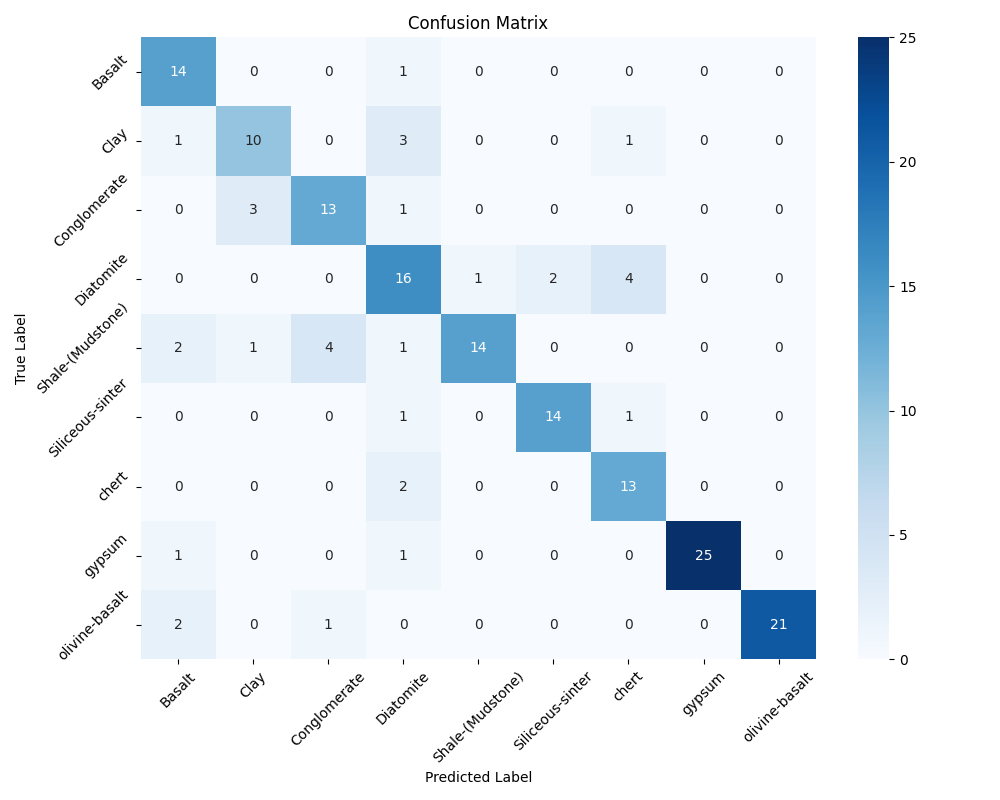 Confusion Matrix
True Label
Basalt 14 0 0 1 0 0 0 0 0
Clay 1 10 0 3 0 0 1 0 0
Conglomerate 0 3 13 1 0 0 0 0 0
Diatomite 0 0 0 16 1 2 4 0 0
Shale-(Mudstone) 2 1 4 1 14 0 0 0 0
Siliceous-sinter 0 0 0 1 0 14 1 0 0
chert 0 0 0 2 0 0 13 0 0
gypsum 1 0 0 1 0 0 0 25 0
olivine-basalt 2 0 1 0 0 0 0 0 21
Basalt Clay Conglomerate Diatomite Shale-(Mudstone) Siliceous-sinter chert gypsum olivine-basalt
Predicted Label
25
20
15
10
5
0